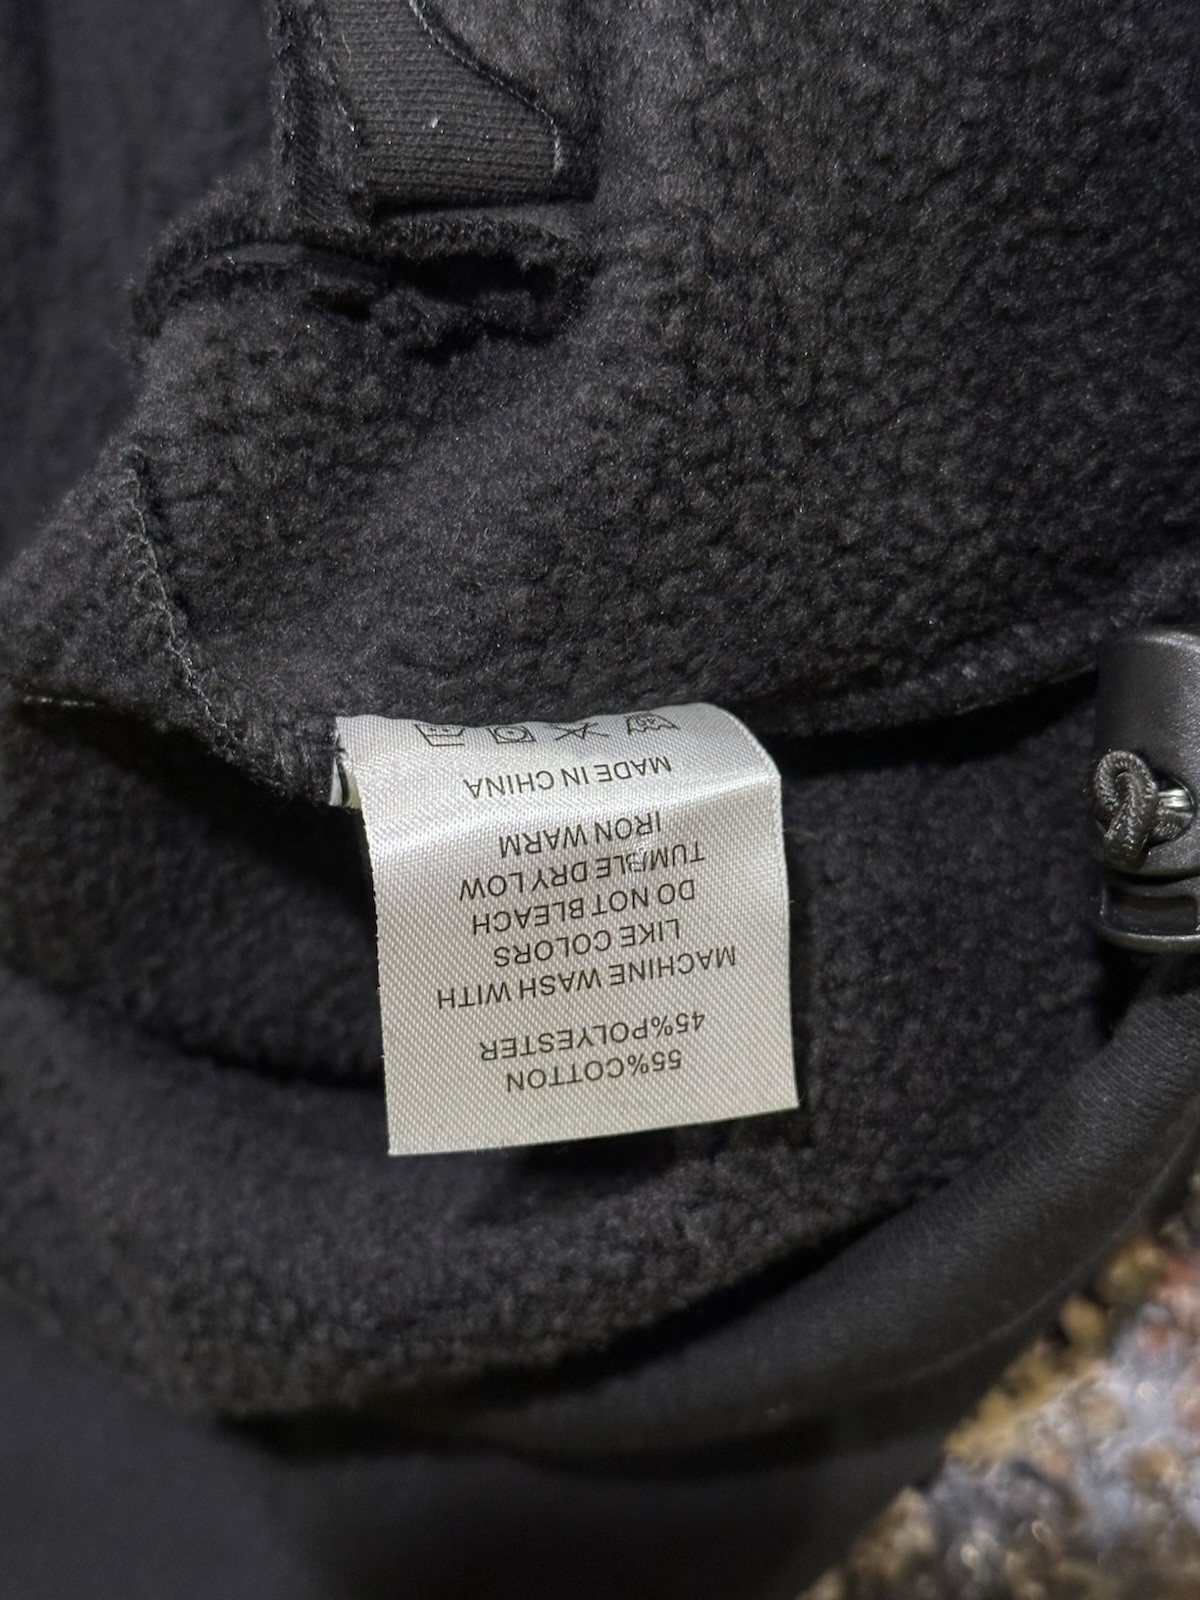 55%COTTON
45%POLYESTER
MACHINE WASH WITH
LIKE COLORS
DO NOT BLEACH
TUMBLE DRY LOW
IRON WARM
MADE IN CHINA